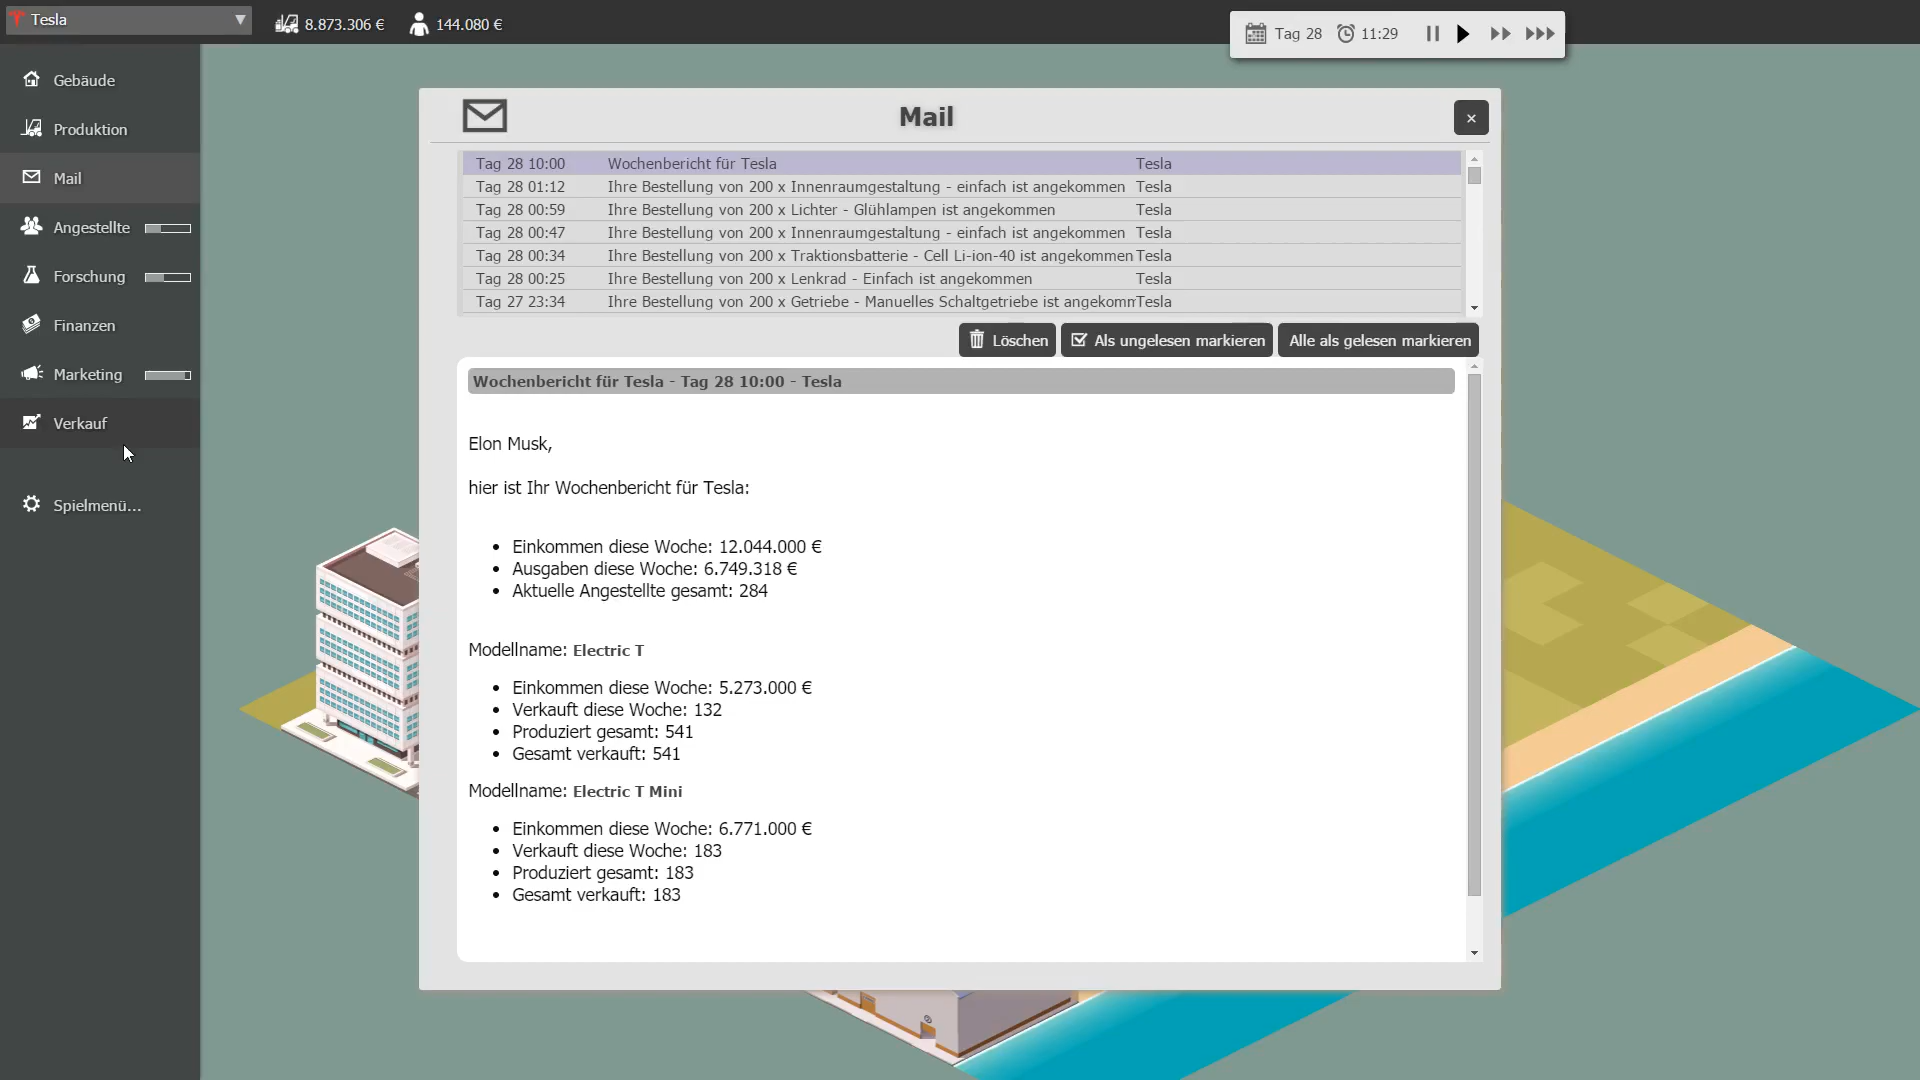 Tesla
8.873.306 €
144.080 €
Tag 28
11:29
Gebäude
Produktion
Mail
Angestellte
Forschung
Finanzen
Marketing
Verkauf
Spielmenü...
Mail
×
Tag 28 10:00 Wochenbericht für Tesla Tesla
Tag 28 01:12 Ihre Bestellung von 200 x Innenraumgestaltung - einfach ist angekommen Tesla
Tag 28 00:59 Ihre Bestellung von 200 x Lichter - Glühlampen ist angekommen Tesla
Tag 28 00:47 Ihre Bestellung von 200 x Innenraumgestaltung - einfach ist angekommen Tesla
Tag 28 00:34 Ihre Bestellung von 200 x Traktionsbatterie - Cell Li-ion-40 ist angekommen Tesla
Tag 28 00:25 Ihre Bestellung von 200 x Lenkrad - Einfach ist angekommen Tesla
Tag 27 23:34 Ihre Bestellung von 200 x Getriebe - Manuelles Schaltgetriebe ist angekomm Tesla
Löschen
Als ungelesen markieren
Alle als gelesen markieren
Wochenbericht für Tesla - Tag 28 10:00 - Tesla
Elon Musk,
hier ist Ihr Wochenbericht für Tesla:
• Einkommen diese Woche: 12.044.000 €
• Ausgaben diese Woche: 6.749.318 €
• Aktuelle Angestellte gesamt: 284
Modellname: Electric T
• Einkommen diese Woche: 5.273.000 €
• Verkauft diese Woche: 132
• Produziert gesamt: 541
• Gesamt verkauft: 541
Modellname: Electric T Mini
• Einkommen diese Woche: 6.771.000 €
• Verkauft diese Woche: 183
• Produziert gesamt: 183
• Gesamt verkauft: 183